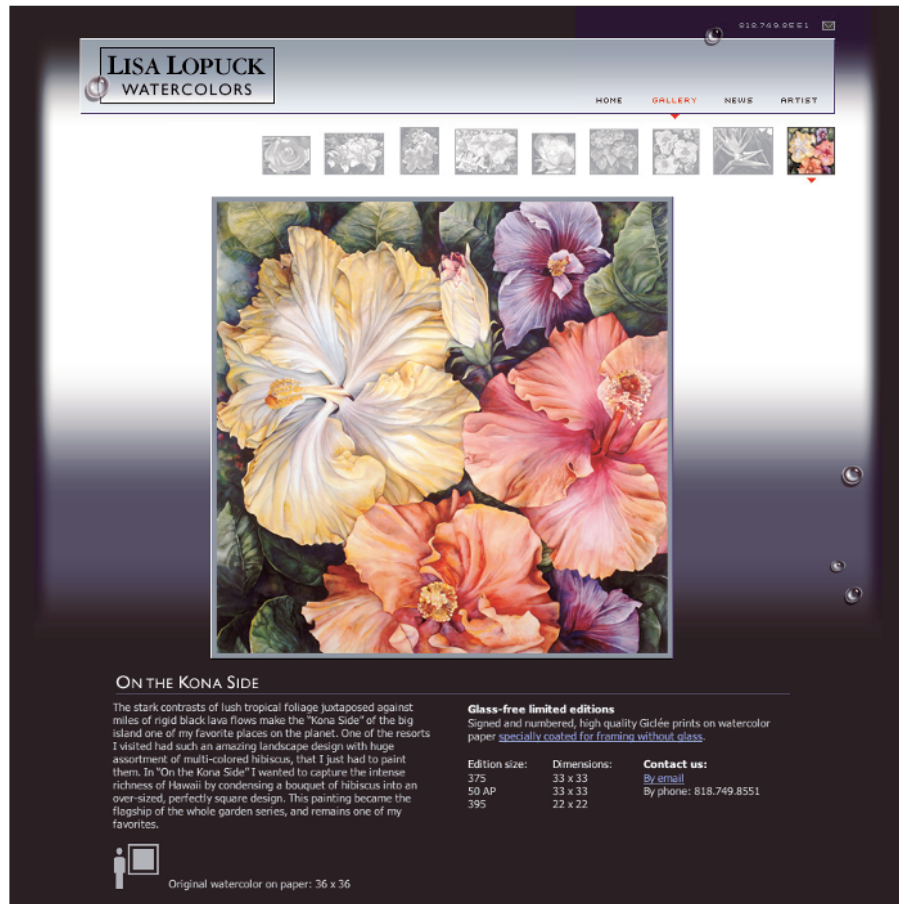 818.749.8551
LISA LOPUCK
WATERCOLORS
HOME GALLERY NEWS ARTIST
ON THE KONA SIDE
The stark contrasts of lush tropical foliage juxtaposed against
miles of rigid black lava flows make the "Kona Side" of the big
island one of my favorite places on the planet. One of the resorts
I visited had such an amazing landscape design with huge
assortment of multi-colored hibiscus, that I just had to paint
them. In "On the Kona Side" I wanted to capture the intense
richness of Hawaii by condensing a bouquet of hibiscus into an
over-sized, perfectly square design. This painting became the
flagship of the whole garden series, and remains one of my
favorites.
Original watercolor on paper: 36 x 36
Glass-free limited editions
Signed and numbered, high quality Giclée prints on watercolor
paper specially coated for framing without glass.
Edition size: Dimensions: Contact us:
375 33 x 33 By email
50 AP 33 x 33 By phone: 818.749.8551
395 22 x 22